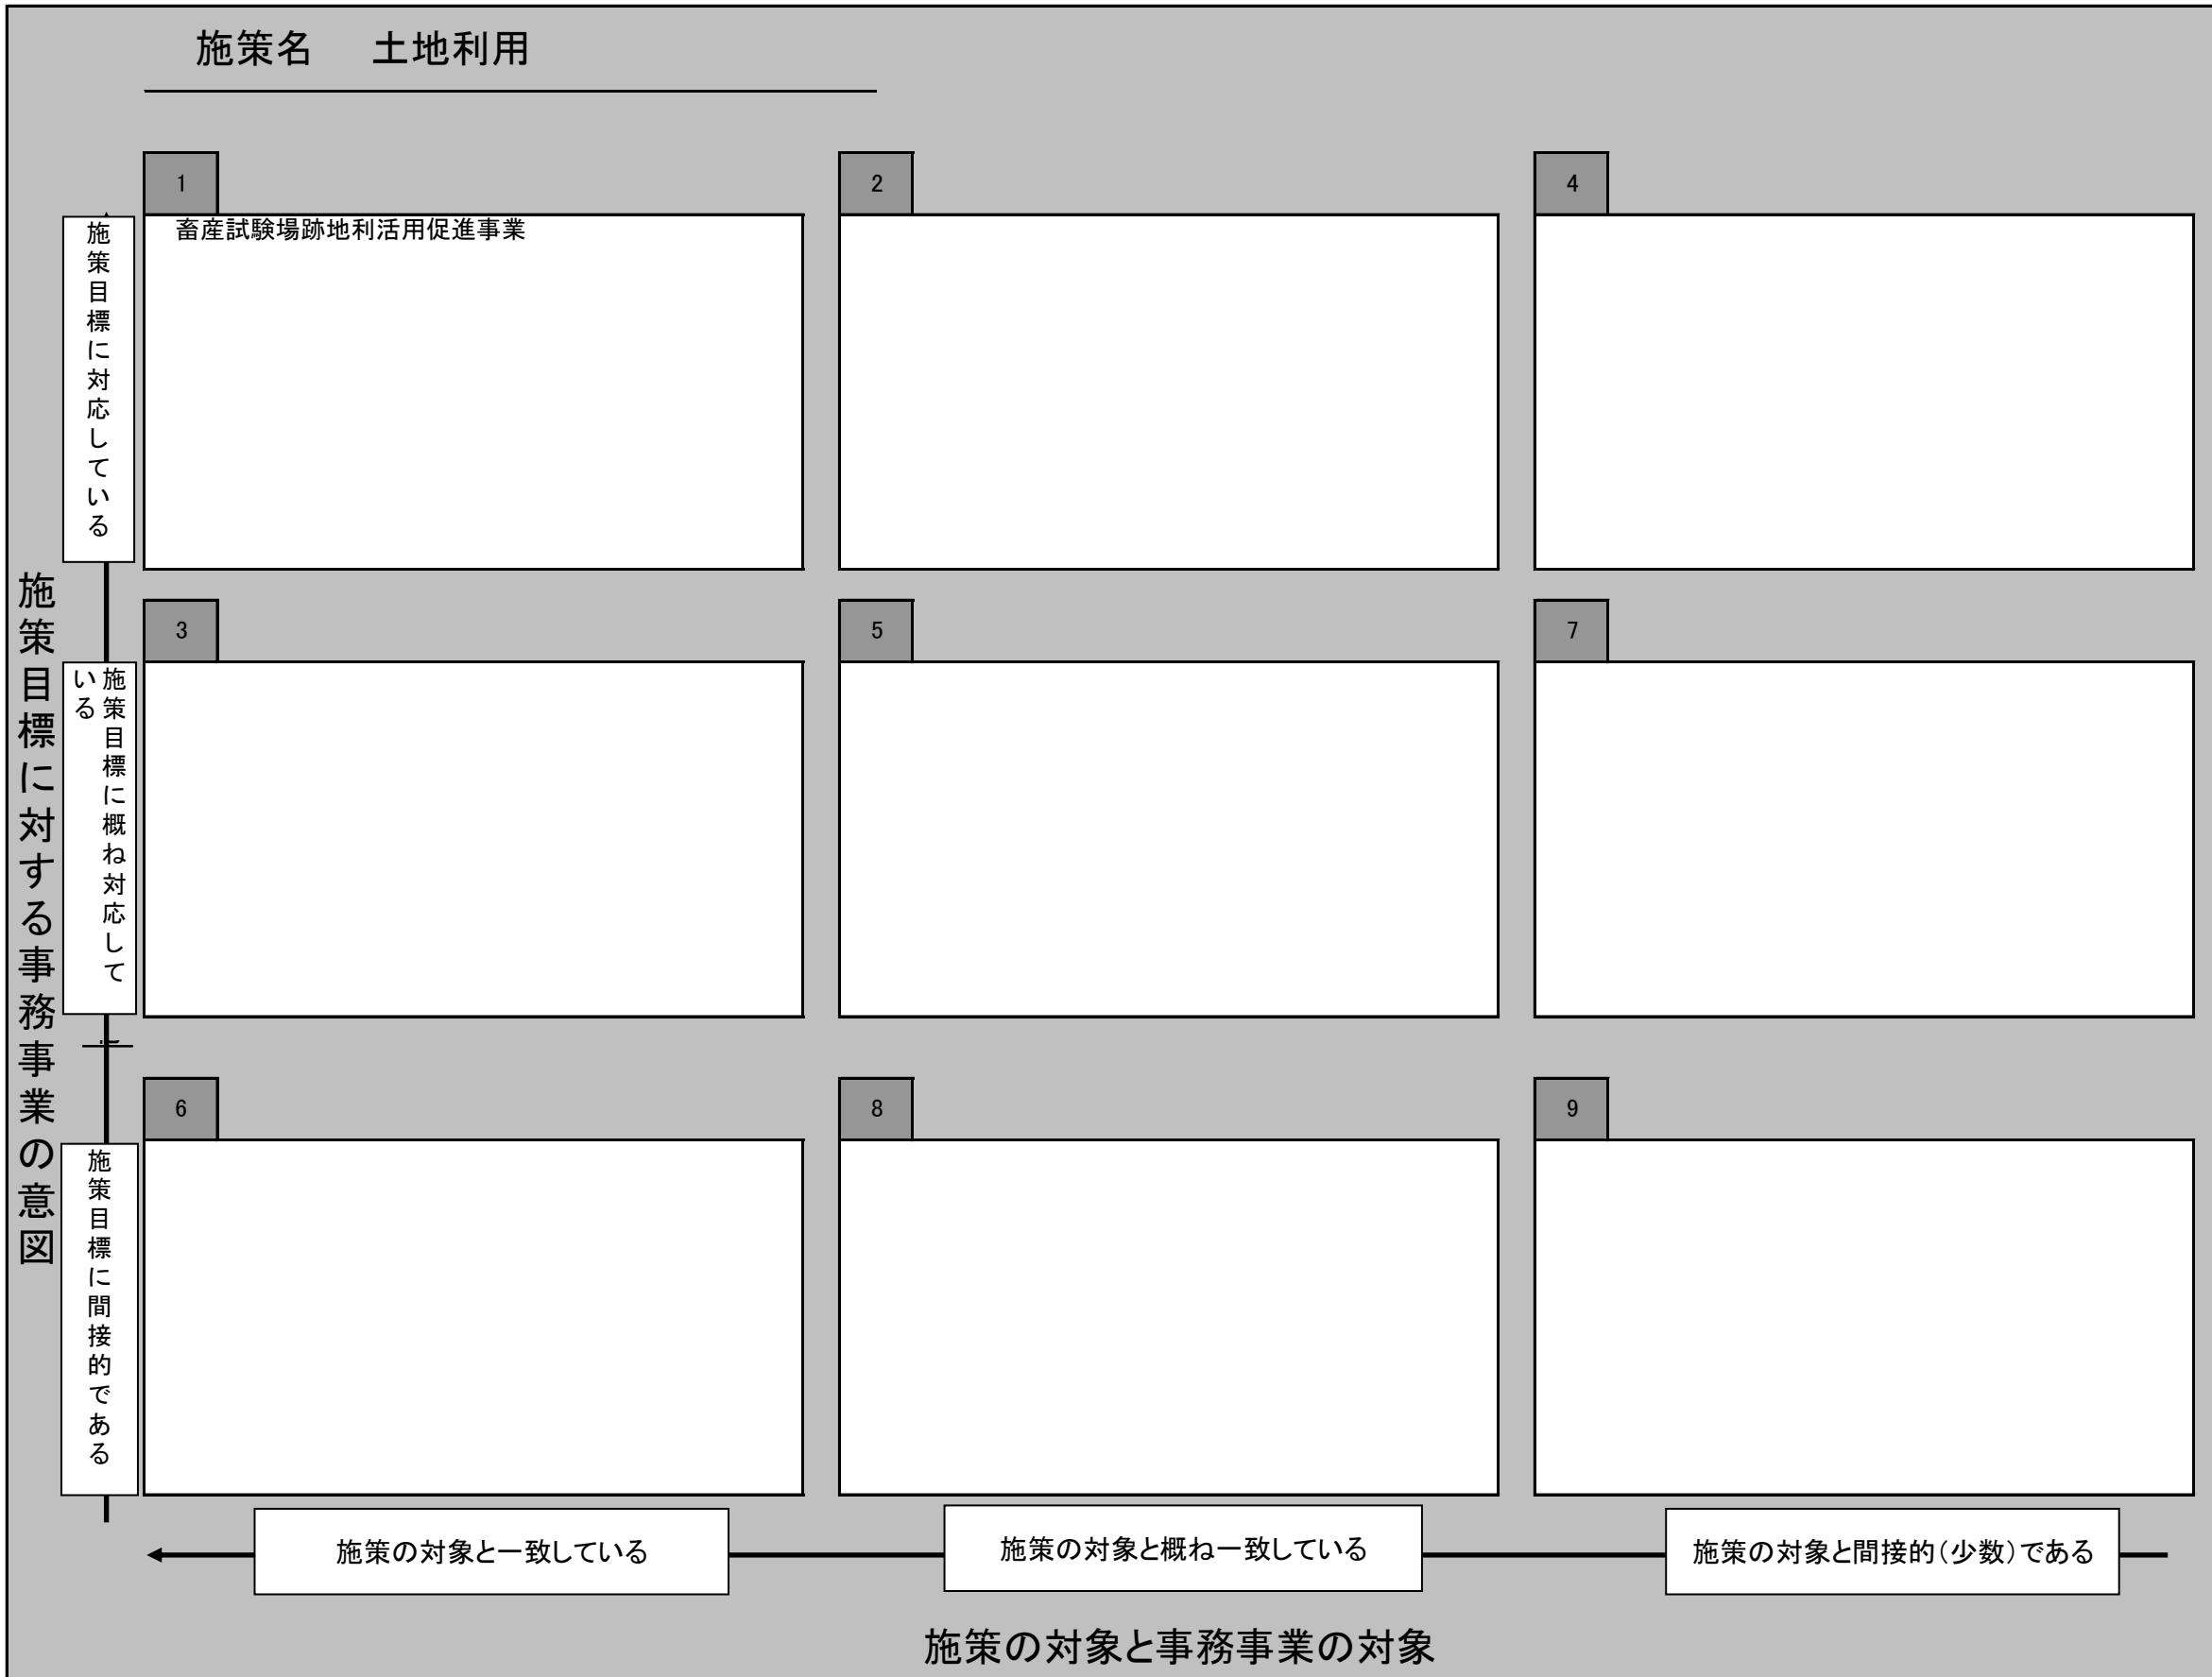 施策名　土地利用
1
2
4
畜産試験場跡地利活用促進事業
施策目標に対応している
3
5
7
施策目標に概ね対応して
いる
施策目標に対する事務事業の意図
6
8
9
施策目標に間接的である
施策の対象と一致している
施策の対象と概ね一致している
施策の対象と間接的（少数）である
施策の対象と事務事業の対象